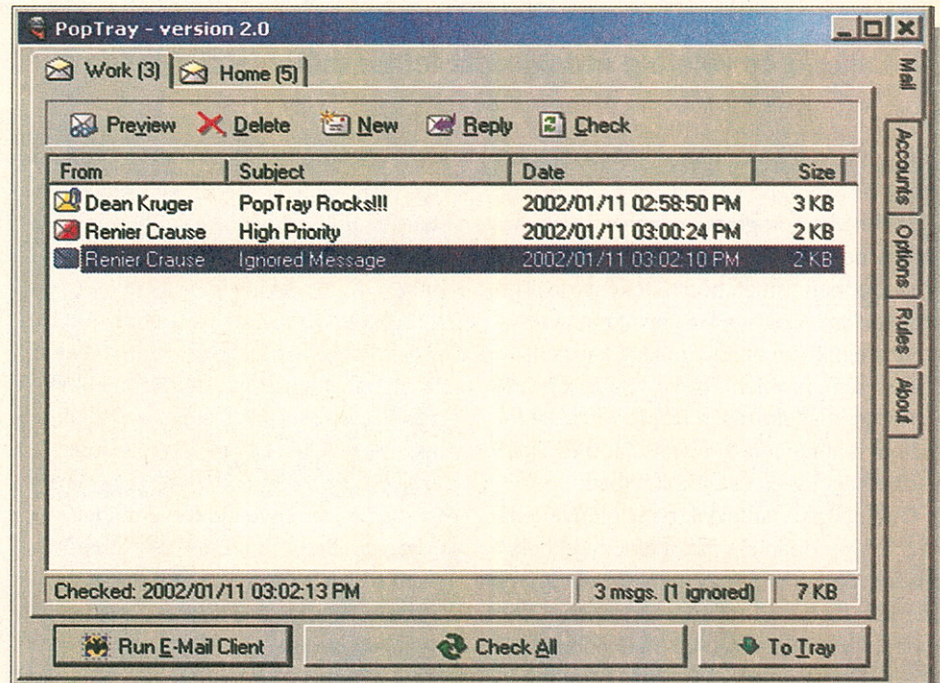 PopTray - version 2.0
Work (3) Home (5)
Preview Delete New Reply Check
From Subject Date Size
Dean Kruger PopTray Rocks!!! 2002/01/11 02:58:50 PM 3 KB
Renier Crause High Priority 2002/01/11 03:00:24 PM 2 KB
Renier Crause Ignored Message 2002/01/11 03:02:10 PM 2 KB
Checked: 2002/01/11 03:02:13 PM 3 msgs. (1 ignored) 7 KB
Run E-Mail Client Check All To Tray
Mail
Accounts
Options
Rules
About